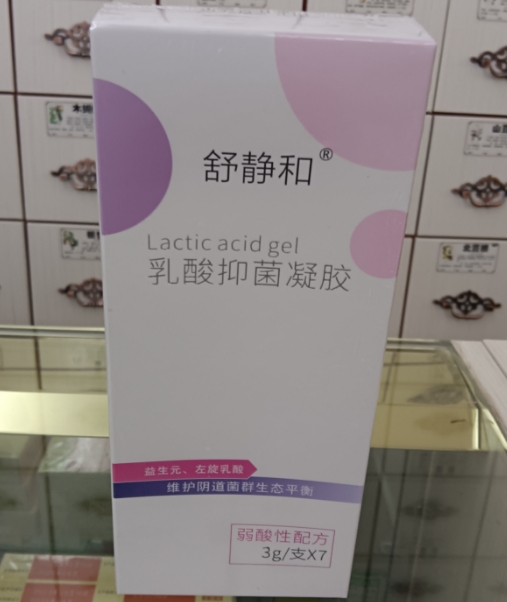 舒静和®
Lactic acid gel
乳酸抑菌凝胶
益生元、左旋乳酸
维护阴道菌群生态平衡
弱酸性配方
3g/支X7